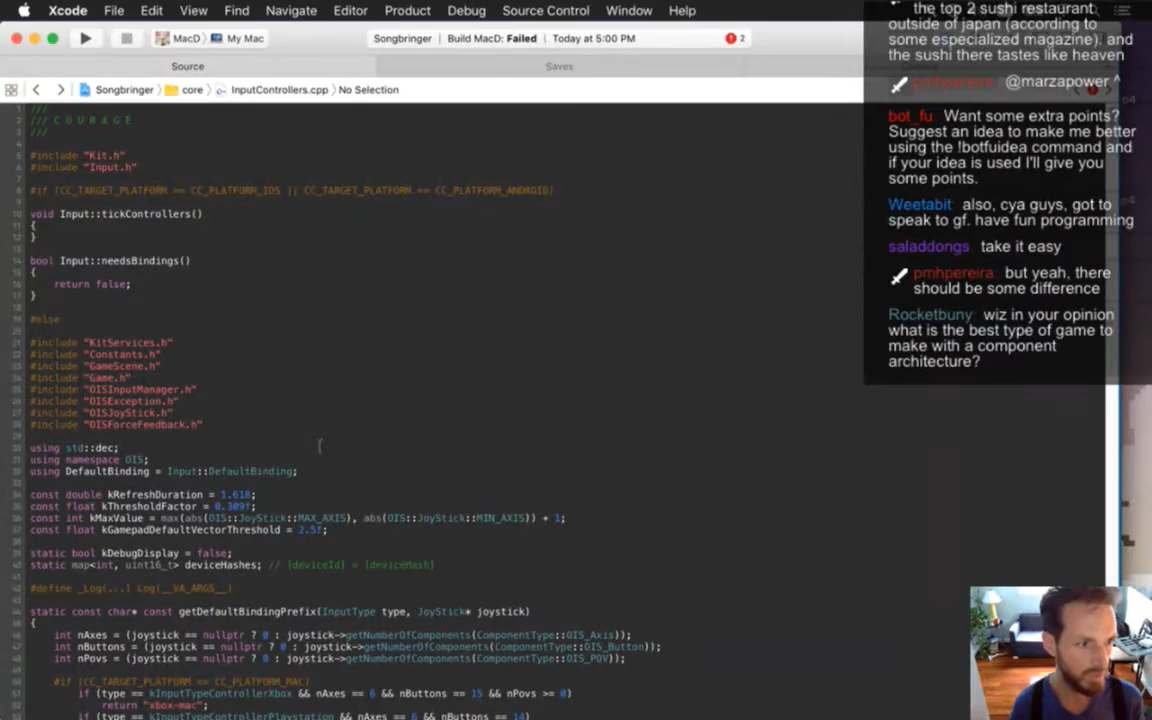 Xcode File Edit View Find Navigate Editor Product Debug Source Control Window Help
MacD My Mac
Songbringer Build MacD: Failed Today at 5:00 PM 2
Source Saves
Songbringer core InputControllers.cpp No Selection
///
/// C O U R A G E
///
#include "Kit.h"
#include "Input.h"
#if (CC_TARGET_PLATFORM == CC_PLATFORM_IOS || CC_TARGET_PLATFORM == CC_PLATFORM_ANDROID)
void Input::tickControllers()
{
}
bool Input::needsBindings()
{
return false;
}
#else
#include "KitServices.h"
#include "Constants.h"
#include "GameScene.h"
#include "Game.h"
#include "OISInputManager.h"
#include "OISException.h"
#include "OISJoyStick.h"
#include "OISForceFeedback.h"
using std::dec;
using namespace OIS;
using DefaultBinding = Input::DefaultBinding;
const double kRefreshDuration = 1.618;
const float kThresholdFactor = 0.309f;
const int kMaxValue = max(abs(OIS::JoyStick::MAX_AXIS), abs(OIS::JoyStick::MIN_AXIS)) + 1;
const float kGamepadDefaultVectorThreshold = 2.5f;
static bool kDebugDisplay = false;
static map<int, uint16_t> deviceHashes; // [deviceId] = [deviceHash]
#define _Log(...) Log(__VA_ARGS__)
static const char* const getDefaultBindingPrefix(InputType type, JoyStick* joystick)
{
int nAxes = (joystick == nullptr ? 0 : joystick->getNumberOfComponents(ComponentType::OIS_Axis));
int nButtons = (joystick == nullptr ? 0 : joystick->getNumberOfComponents(ComponentType::OIS_Button));
int nPovs = (joystick == nullptr ? 0 : joystick->getNumberOfComponents(ComponentType::OIS_POV));
#if (CC_TARGET_PLATFORM == CC_PLATFORM_MAC)
if (type == kInputTypeControllerXbox && nAxes == 6 && nButtons == 15 && nPovs >= 0)
return "xbox-mac";
if (type == kInputTypeControllerPlaystation && nAxes == 6 && nButtons == 14)
the top 2 sushi restaurant
outside of japan (according to
some especialized magazine). and
the sushi there tastes like heaven
pmhpereira @marzapower ^
bot_fu Want some extra points?
Suggest an idea to make me better
using the !botfuidea command and
if your idea is used I'll give you
some points.
Weetabit also, cya guys, got to
speak to gf. have fun programming
saladdongs take it easy
pmhpereira but yeah, there
should be some difference
Rocketbuny wiz in your opinion
what is the best type of game to
make with a component
architecture?